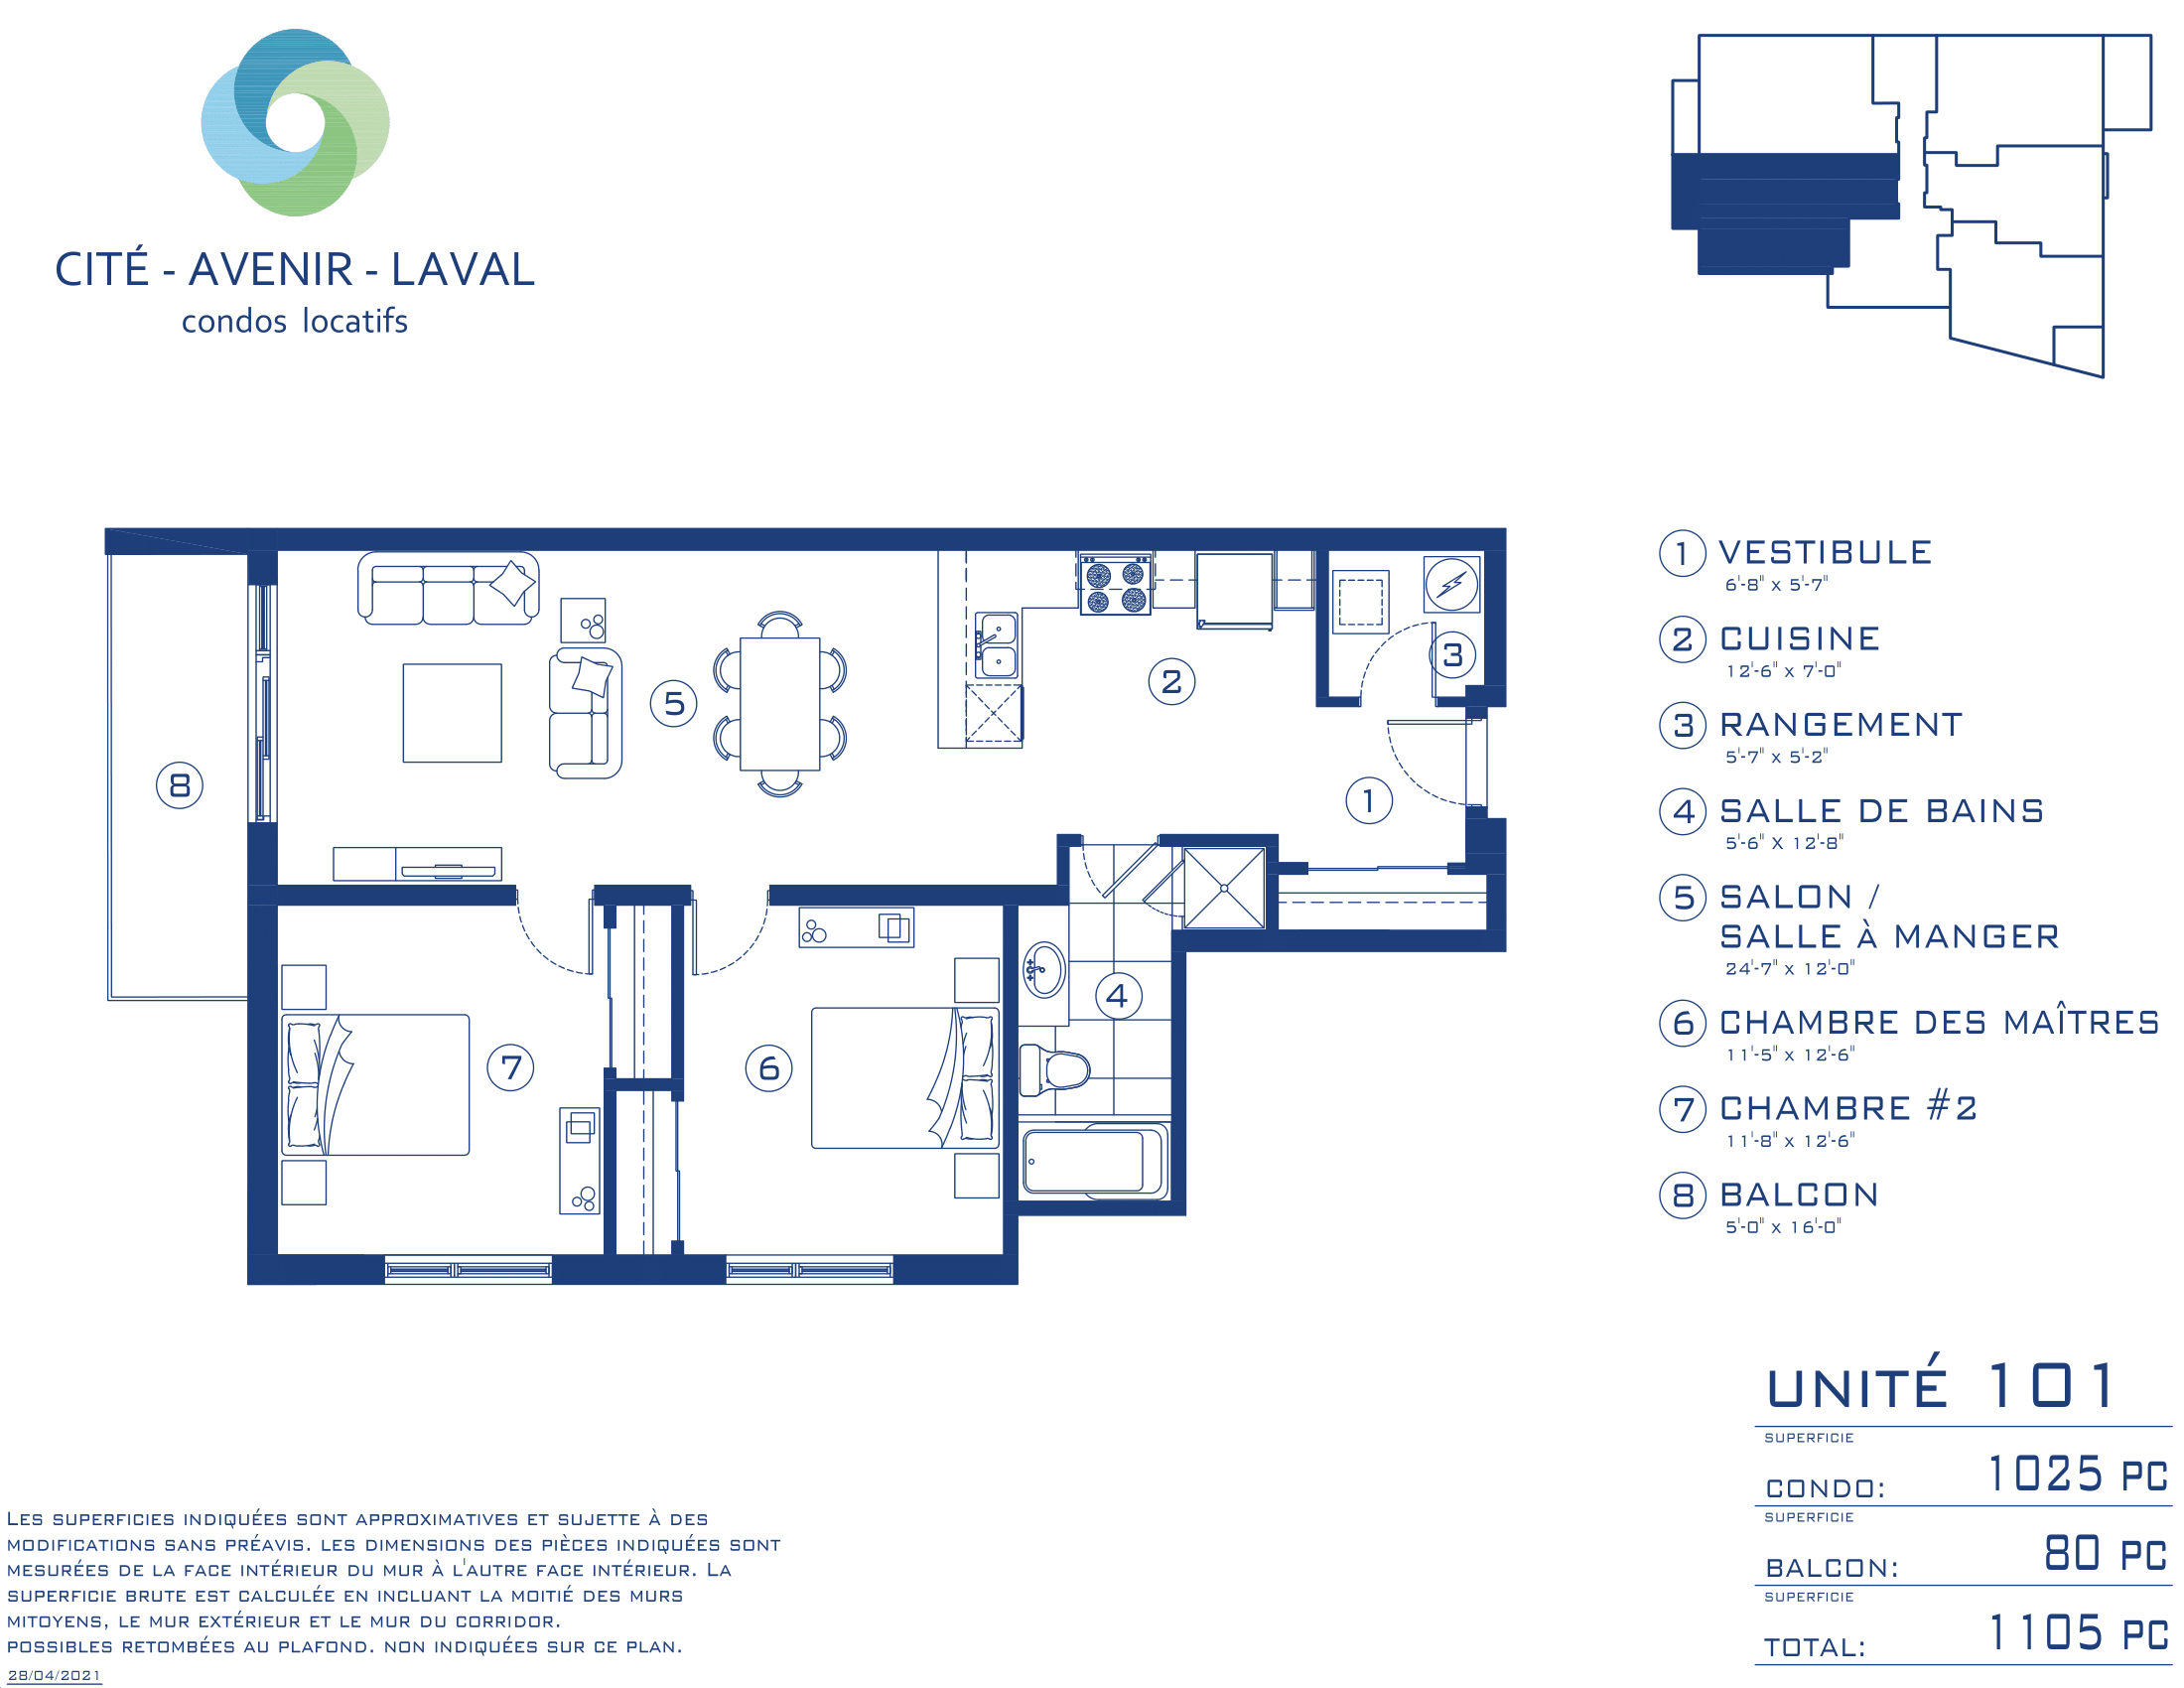 CITÉ - AVENIR - LAVAL
condos locatifs
8
5
2
3
1
4
7
6
1 VESTIBULE
6'-8" x 5'-7"
2 CUISINE
12'-6" x 7'-0"
3 RANGEMENT
5'-7" x 5'-2"
4 SALLE DE BAINS
5'-6" X 12'-8"
5 SALON /
SALLE À MANGER
24'-7" x 12'-0"
6 CHAMBRE DES MAÎTRES
11'-5" x 12'-6"
7 CHAMBRE #2
11'-8" x 12'-6"
8 BALCON
5'-0" x 16'-0"
UNITÉ 101
SUPERFICIE
CONDO: 1025 PC
SUPERFICIE
BALCON: 80 PC
SUPERFICIE
TOTAL: 1105 PC
LES SUPERFICIES INDIQUÉES SONT APPROXIMATIVES ET SUJETTE À DES
MODIFICATIONS SANS PRÉAVIS. LES DIMENSIONS DES PIÈCES INDIQUÉES SONT
MESURÉES DE LA FACE INTÉRIEUR DU MUR À L'AUTRE FACE INTÉRIEUR. LA
SUPERFICIE BRUTE EST CALCULÉE EN INCLUANT LA MOITIÉ DES MURS
MITOYENS, LE MUR EXTÉRIEUR ET LE MUR DU CORRIDOR.
POSSIBLES RETOMBÉES AU PLAFOND. NON INDIQUÉES SUR CE PLAN.
28/04/2021